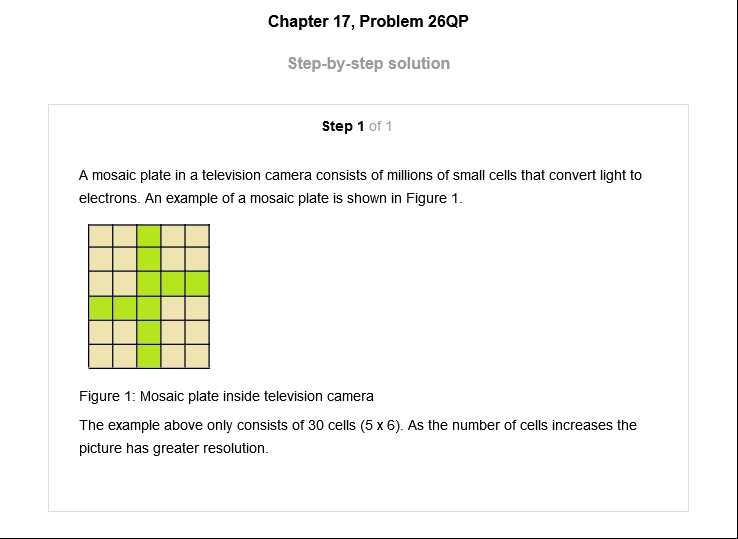 Chapter 17, Problem 26QP
Step-by-step solution
Step 1 of 1
A mosaic plate in a television camera consists of millions of small cells that convert light to
electrons. An example of a mosaic plate is shown in Figure 1.
Figure 1: Mosaic plate inside television camera
The example above only consists of 30 cells (5 x 6). As the number of cells increases the
picture has greater resolution.